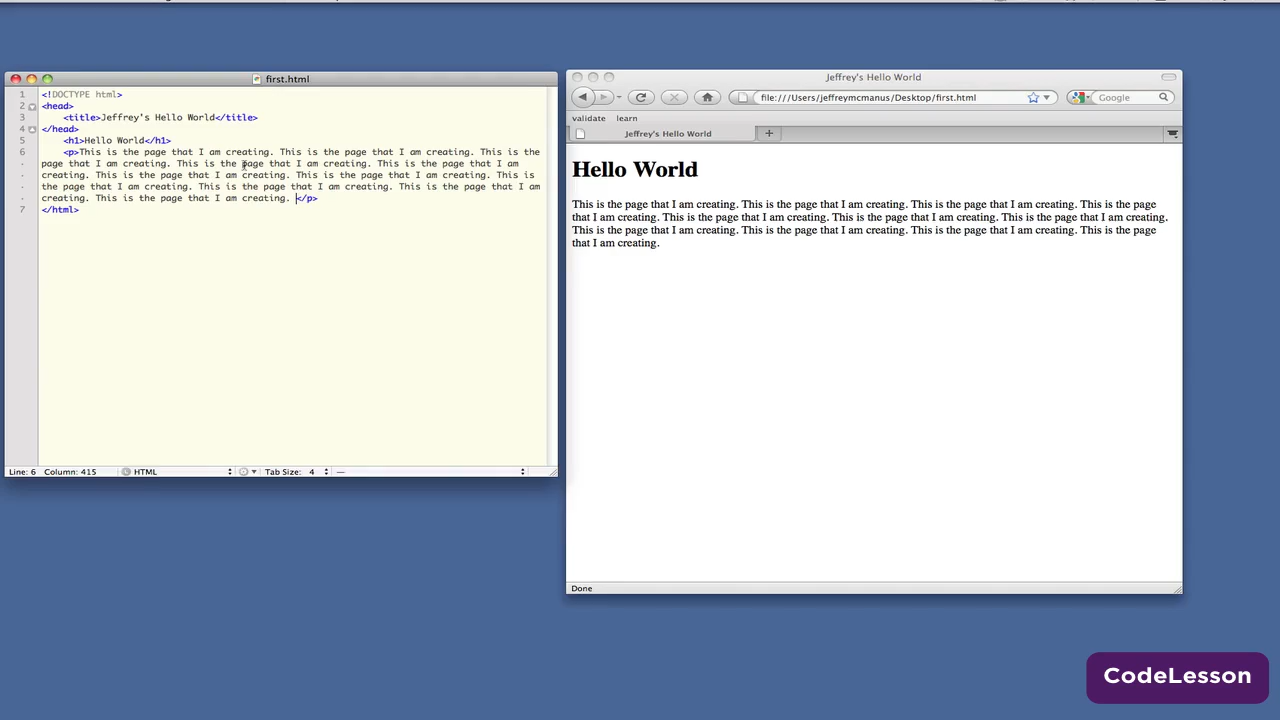 first.html
1 <!DOCTYPE html>
2 <head>
3 <title>Jeffrey's Hello World</title>
4 </head>
5 <h1>Hello World</h1>
6 <p>This is the page that I am creating. This is the page that I am creating. This is the
page that I am creating. This is the page that I am creating. This is the page that I am
creating. This is the page that I am creating. This is the page that I am creating. This is
the page that I am creating. This is the page that I am creating. This is the page that I am
creating. This is the page that I am creating. </p>
7 </html>
Line: 6 Column: 415 HTML Tab Size: 4 —
Jeffrey's Hello World
file:///Users/jeffreymcmanus/Desktop/first.html Google
validate learn
Jeffrey's Hello World
Hello World
This is the page that I am creating. This is the page that I am creating. This is the page that I am creating. This is the page
that I am creating. This is the page that I am creating. This is the page that I am creating. This is the page that I am creating.
This is the page that I am creating. This is the page that I am creating. This is the page that I am creating. This is the page
that I am creating.
Done
CodeLesson